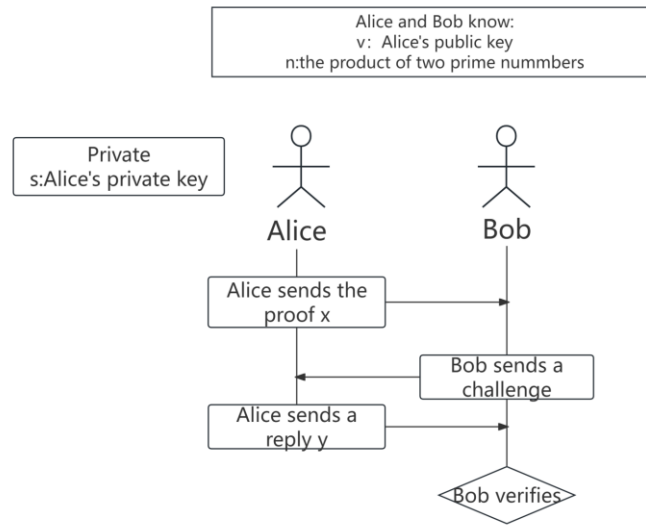 Alice and Bob know:
v: Alice's public key
n:the product of two prime nummbers
Private
s:Alice's private key
Alice
Bob
Alice sends the
proof x
Bob sends a
challenge
Alice sends a
reply y
Bob verifies